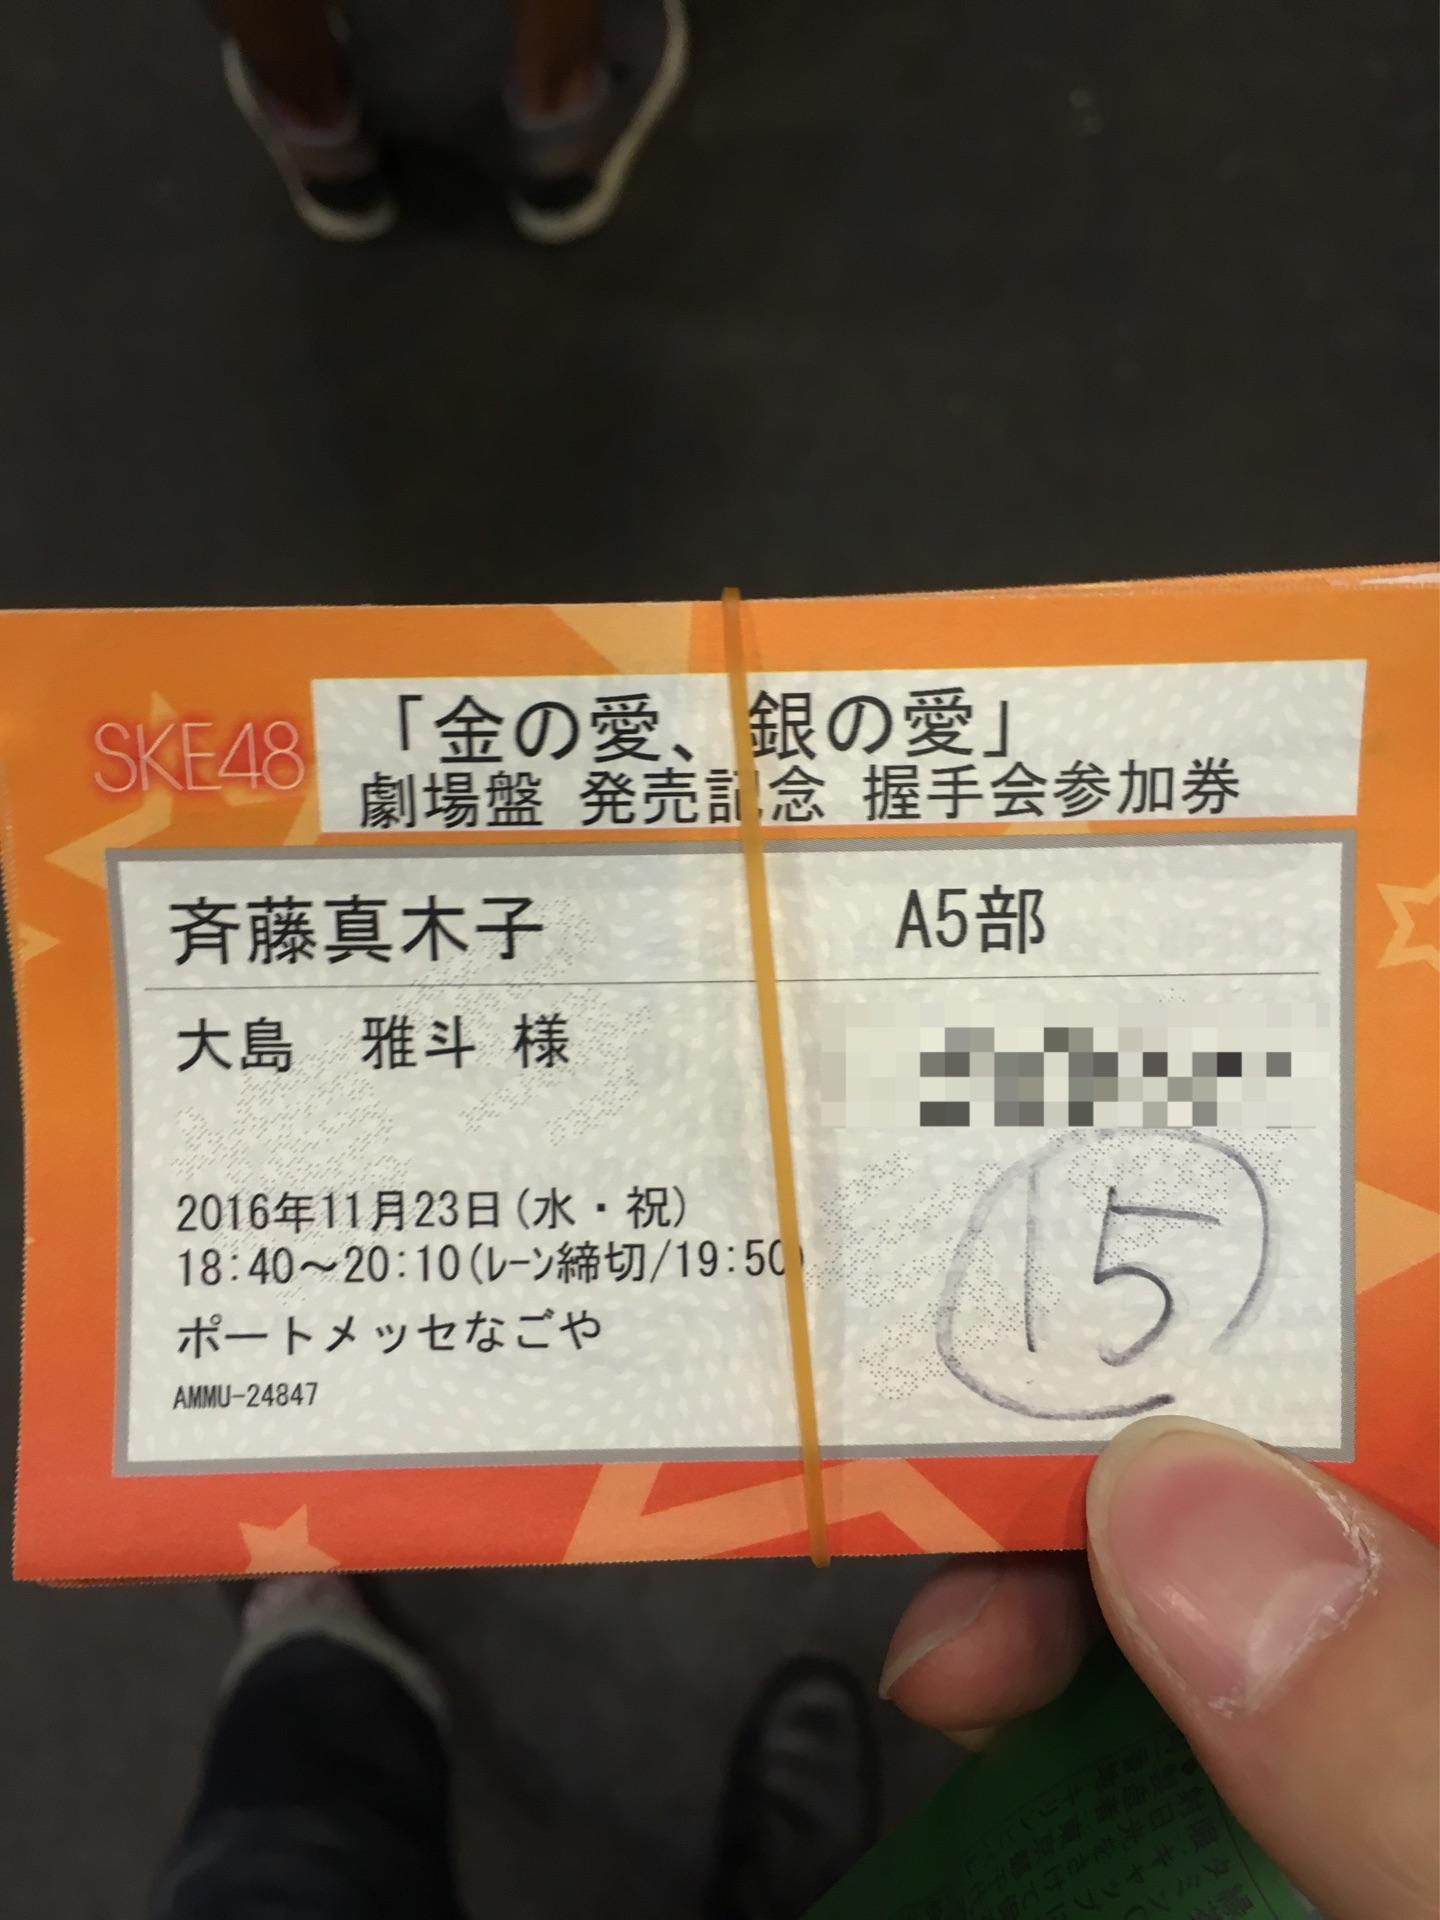 SKE48
「金の愛、銀の愛」
劇場盤 発売記念 握手会参加券
斉藤真木子 A5部
大島 雅斗 様
2016年11月23日(水・祝)
18:40～20:10(ﾚｰﾝ締切/19:50)
ポートメッセなごや
AMMU-24847
15